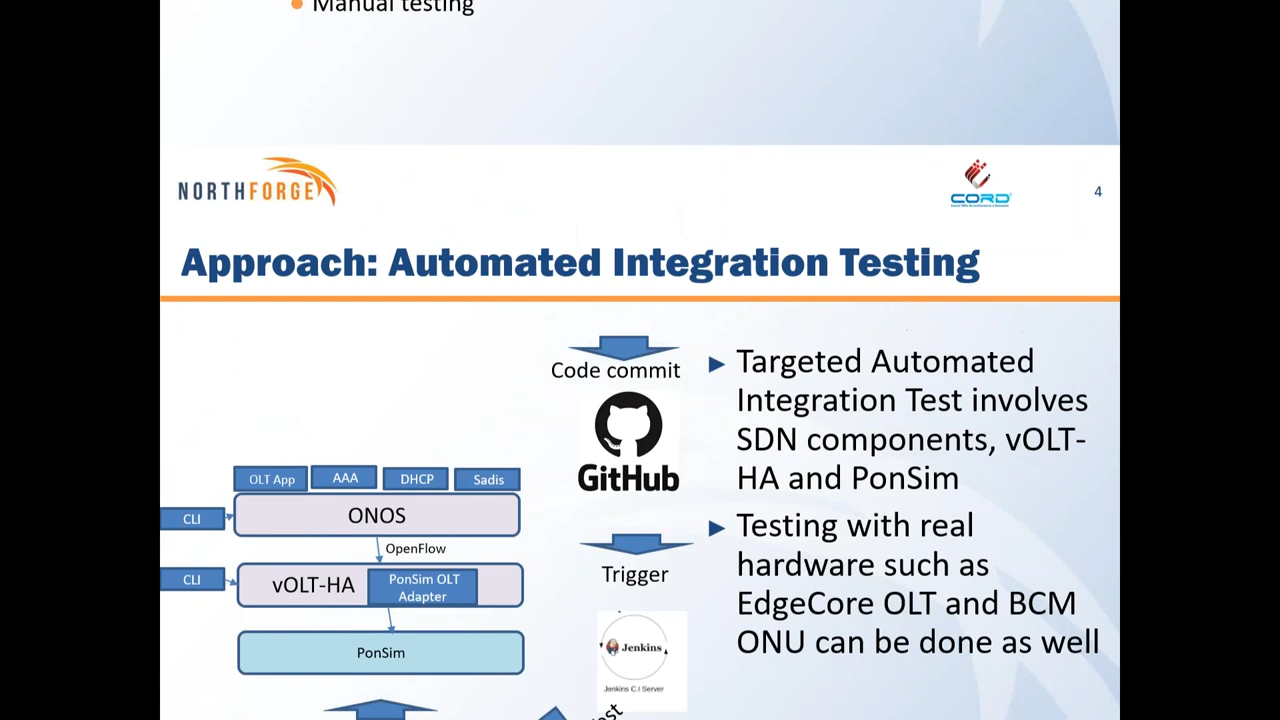 Manual testing
NORTHFORGE
CORD
4
Approach: Automated Integration Testing
Code commit
GitHub
Trigger
Jenkins
Jenkins C.I Server
OLT App
AAA
DHCP
Sadis
CLI
ONOS
OpenFlow
CLI
vOLT-HA
PonSim OLT
Adapter
PonSim
Targeted Automated
Integration Test involves
SDN components, vOLT-
HA and PonSim
Testing with real
hardware such as
EdgeCore OLT and BCM
ONU can be done as well